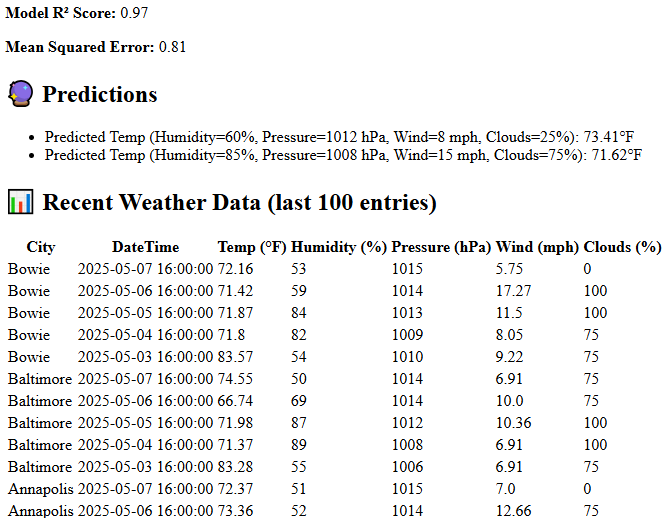 Model R² Score: 0.97
Mean Squared Error: 0.81
Predictions
Predicted Temp (Humidity=60%, Pressure=1012 hPa, Wind=8 mph, Clouds=25%): 73.41°F
Predicted Temp (Humidity=85%, Pressure=1008 hPa, Wind=15 mph, Clouds=75%): 71.62°F
Recent Weather Data (last 100 entries)
City DateTime Temp (°F) Humidity (%) Pressure (hPa) Wind (mph) Clouds (%)
Bowie 2025-05-07 16:00:00 72.16 53 1015 5.75 0
Bowie 2025-05-06 16:00:00 71.42 59 1014 17.27 100
Bowie 2025-05-05 16:00:00 71.87 84 1013 11.5 100
Bowie 2025-05-04 16:00:00 71.8 82 1009 8.05 75
Bowie 2025-05-03 16:00:00 83.57 54 1010 9.22 75
Baltimore 2025-05-07 16:00:00 74.55 50 1014 6.91 75
Baltimore 2025-05-06 16:00:00 66.74 69 1014 10.0 75
Baltimore 2025-05-05 16:00:00 71.98 87 1012 10.36 100
Baltimore 2025-05-04 16:00:00 71.37 89 1008 6.91 100
Baltimore 2025-05-03 16:00:00 83.28 55 1006 6.91 75
Annapolis 2025-05-07 16:00:00 72.37 51 1015 7.0 0
Annapolis 2025-05-06 16:00:00 73.36 52 1014 12.66 75